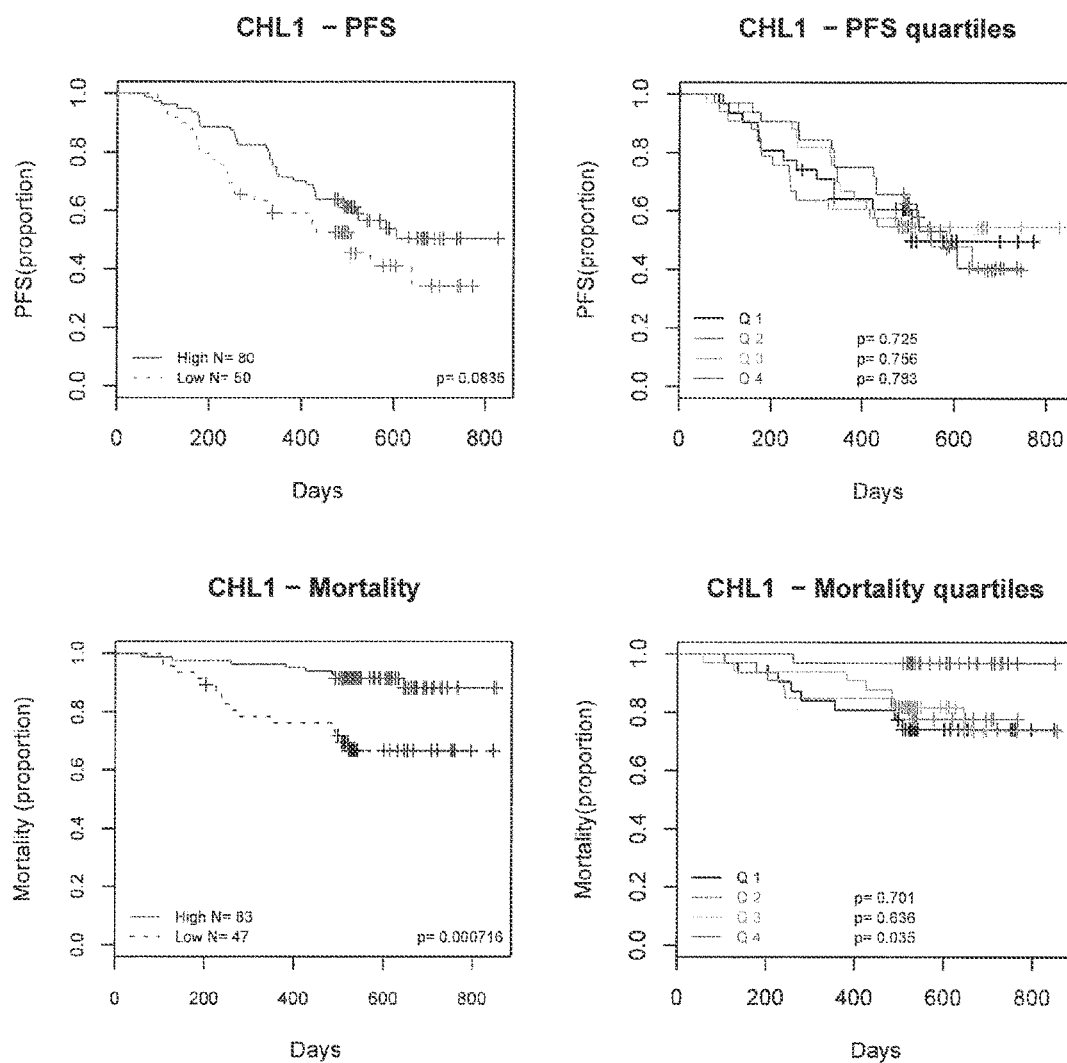 CHL1 – PFS
PFS(proportion)
1.0
0.8
0.6
0.4
0.2
0.0
High N= 80
Low N= 50
p= 0.0835
0 200 400 600 800
Days
CHL1 – PFS quartiles
PFS(proportion)
1.0
0.8
0.6
0.4
0.2
0.0
Q 1
Q 2 p= 0.725
Q 3 p= 0.756
Q 4 p= 0.793
0 200 400 600 800
Days
CHL1 – Mortality
Mortality (proportion)
1.0
0.8
0.6
0.4
0.2
0.0
High N= 83
Low N= 47
p= 0.000716
0 200 400 600 800
Days
CHL1 – Mortality quartiles
Mortality(proportion)
1.0
0.8
0.6
0.4
0.2
0.0
Q 1
Q 2 p= 0.701
Q 3 p= 0.636
Q 4 p= 0.035
0 200 400 600 800
Days